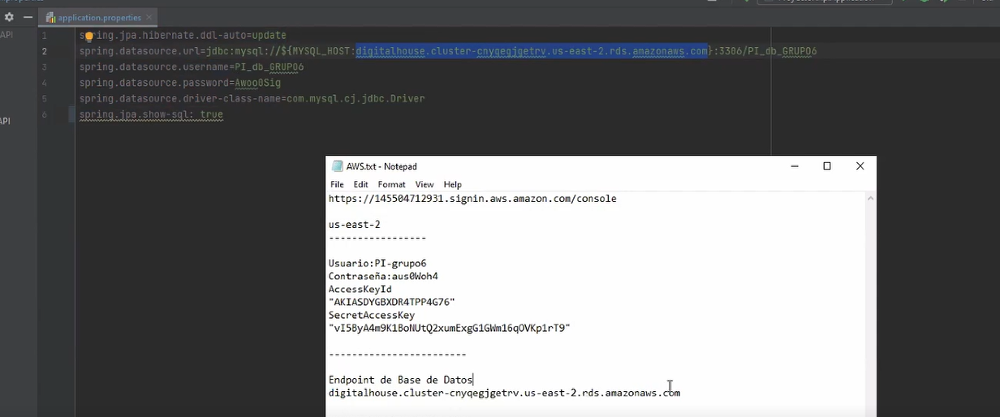 application.properties
API
API
1 spring.jpa.hibernate.ddl-auto=update
2 spring.datasource.url=jdbc:mysql://${MYSQL_HOST:digitalhouse.cluster-cnyqegjgetrv.us-east-2.rds.amazonaws.com}:3306/PI_db_GRUPO6
3 spring.datasource.username=PI_db_GRUPO6
4 spring.datasource.password=Awoo0Sig
5 spring.datasource.driver-class-name=com.mysql.cj.jdbc.Driver
6 spring.jpa.show-sql: true
AWS.txt - Notepad
File Edit Format View Help
https://145504712931.signin.aws.amazon.com/console
us-east-2
-----------------
Usuario:PI-grupo6
Contraseña:aus0Woh4
AccessKeyId
"AKIASDYGBXDR4TPP4G76"
SecretAccessKey
"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"
------------------------
Endpoint de Base de Datos
digitalhouse.cluster-cnyqegjgetrv.us-east-2.rds.amazonaws.com